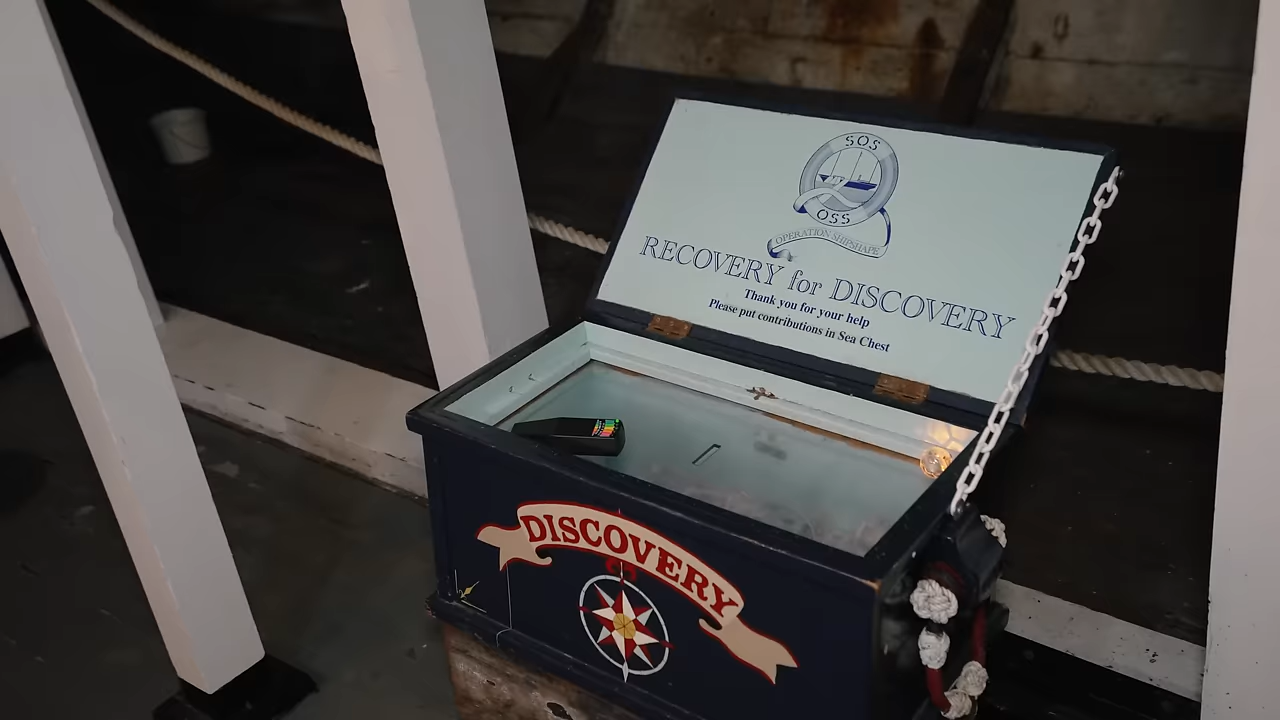 SOS
OSS
OPERATION SHIPSHAPE
RECOVERY for DISCOVERY
Thank you for your help
Please put contributions in Sea Chest
DISCOVERY